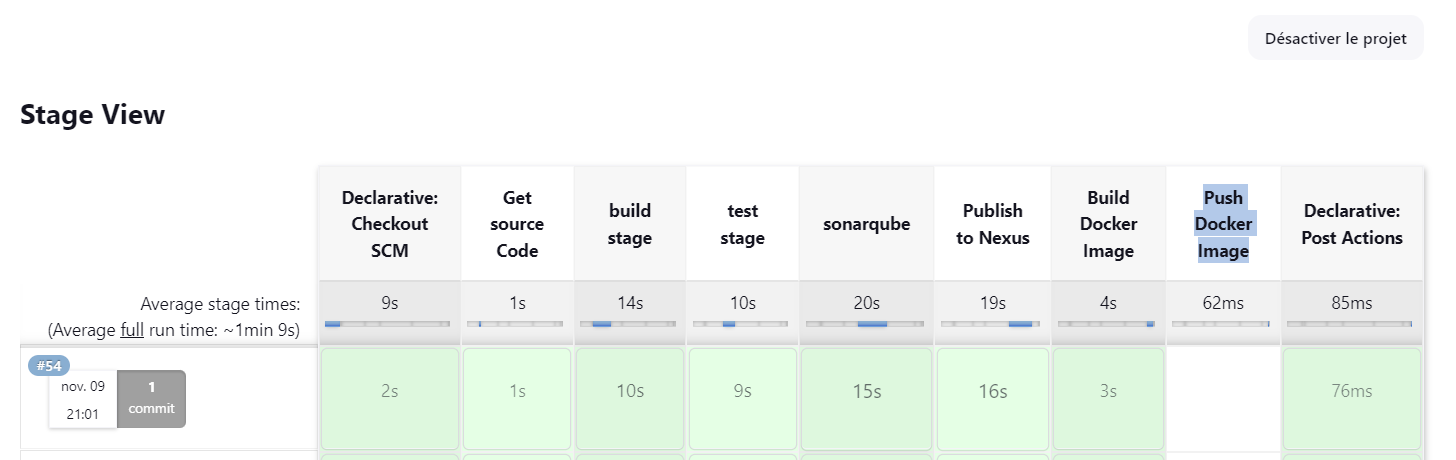 Désactiver le projet
Stage View
Declarative: Checkout SCM
Get source Code
build stage
test stage
sonarqube
Publish to Nexus
Build Docker Image
Push Docker Image
Declarative: Post Actions
Average stage times:
(Average full run time: ~1min 9s)
9s
1s
14s
10s
20s
19s
4s
62ms
85ms
#54
nov. 09
21:01
1
commit
2s
1s
10s
9s
15s
16s
3s
76ms